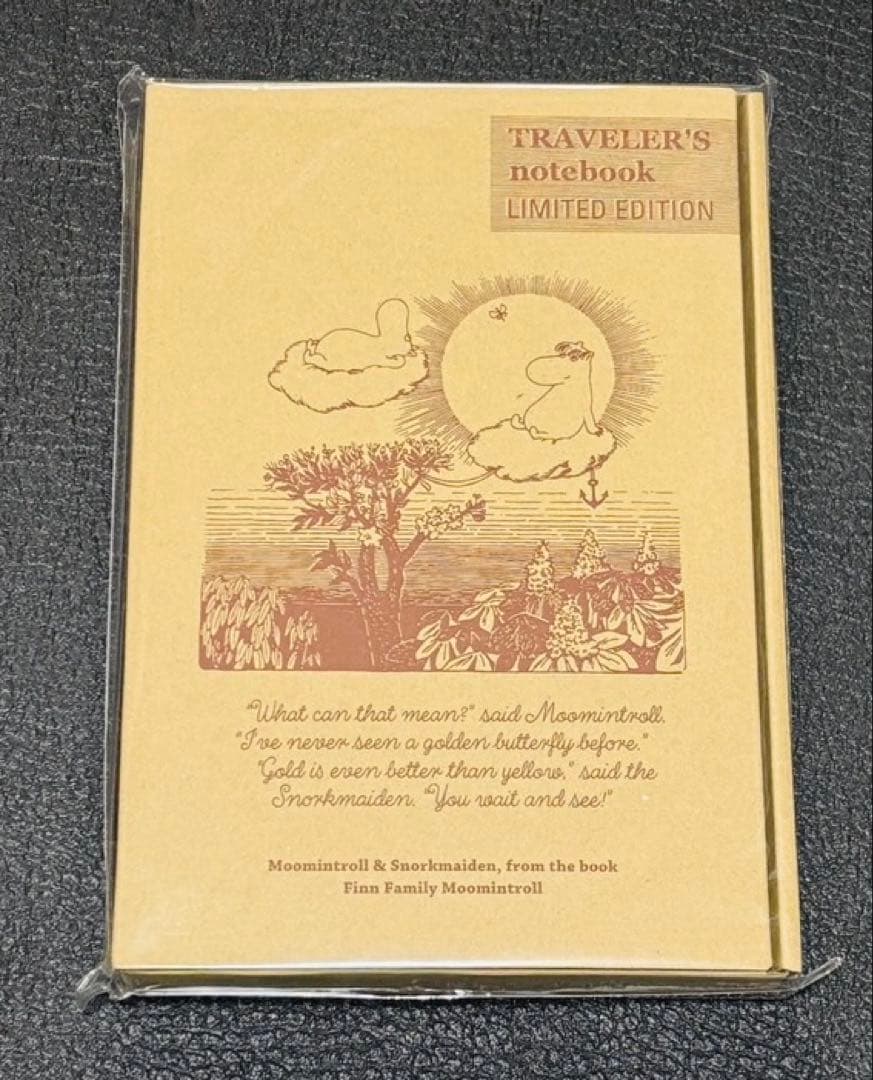 TRAVELER'S
notebook
LIMITED EDITION
"What can that mean?" said Moomintroll.
"I've never seen a golden butterfly before."
"Gold is even better than yellow," said the
Snorkmaiden. "You wait and see!"
Moomintroll & Snorkmaiden, from the book
Finn Family Moomintroll